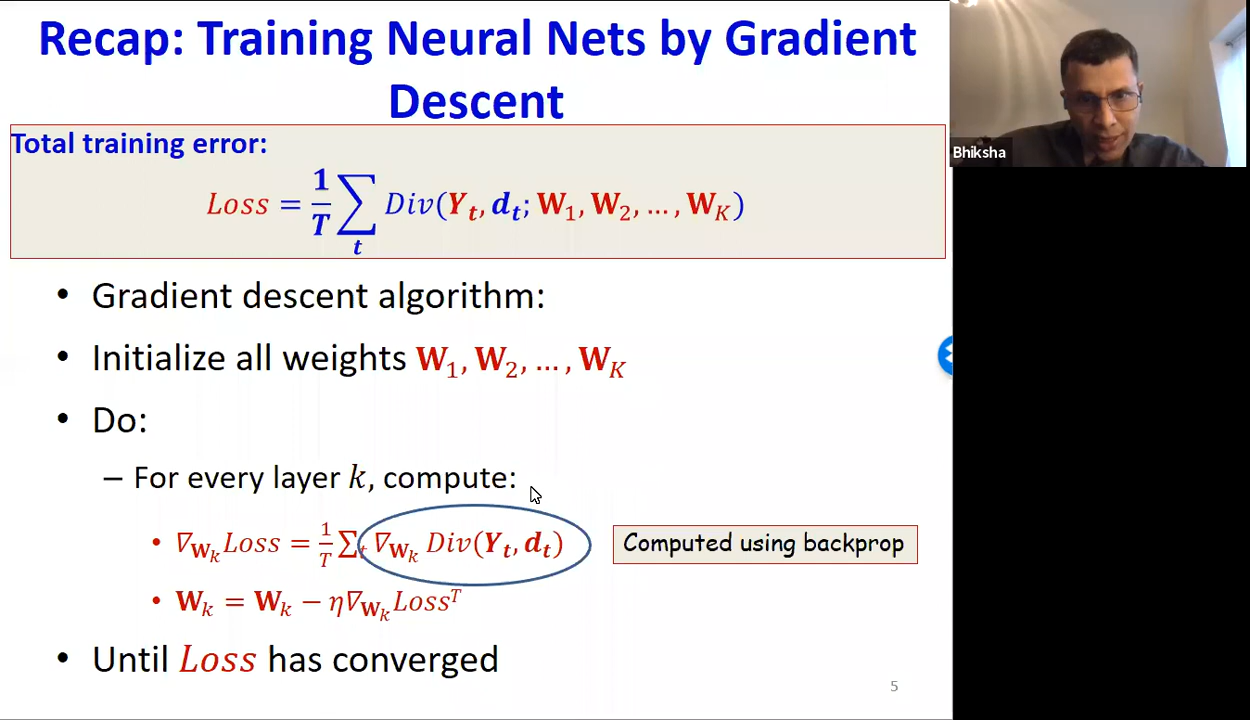 Recap: Training Neural Nets by Gradient
Descent
Bhiksha
Total training error:
Loss = 1/T ∑_t Div(Y_t, d_t; W_1, W_2, …, W_K)
• Gradient descent algorithm:
• Initialize all weights W_1, W_2, …, W_K
• Do:
– For every layer k, compute:
• ∇_{W_k} Loss = 1/T ∑_t ∇_{W_k} Div(Y_t, d_t)
Computed using backprop
• W_k = W_k − η∇_{W_k} Loss^T
• Until Loss has converged
5